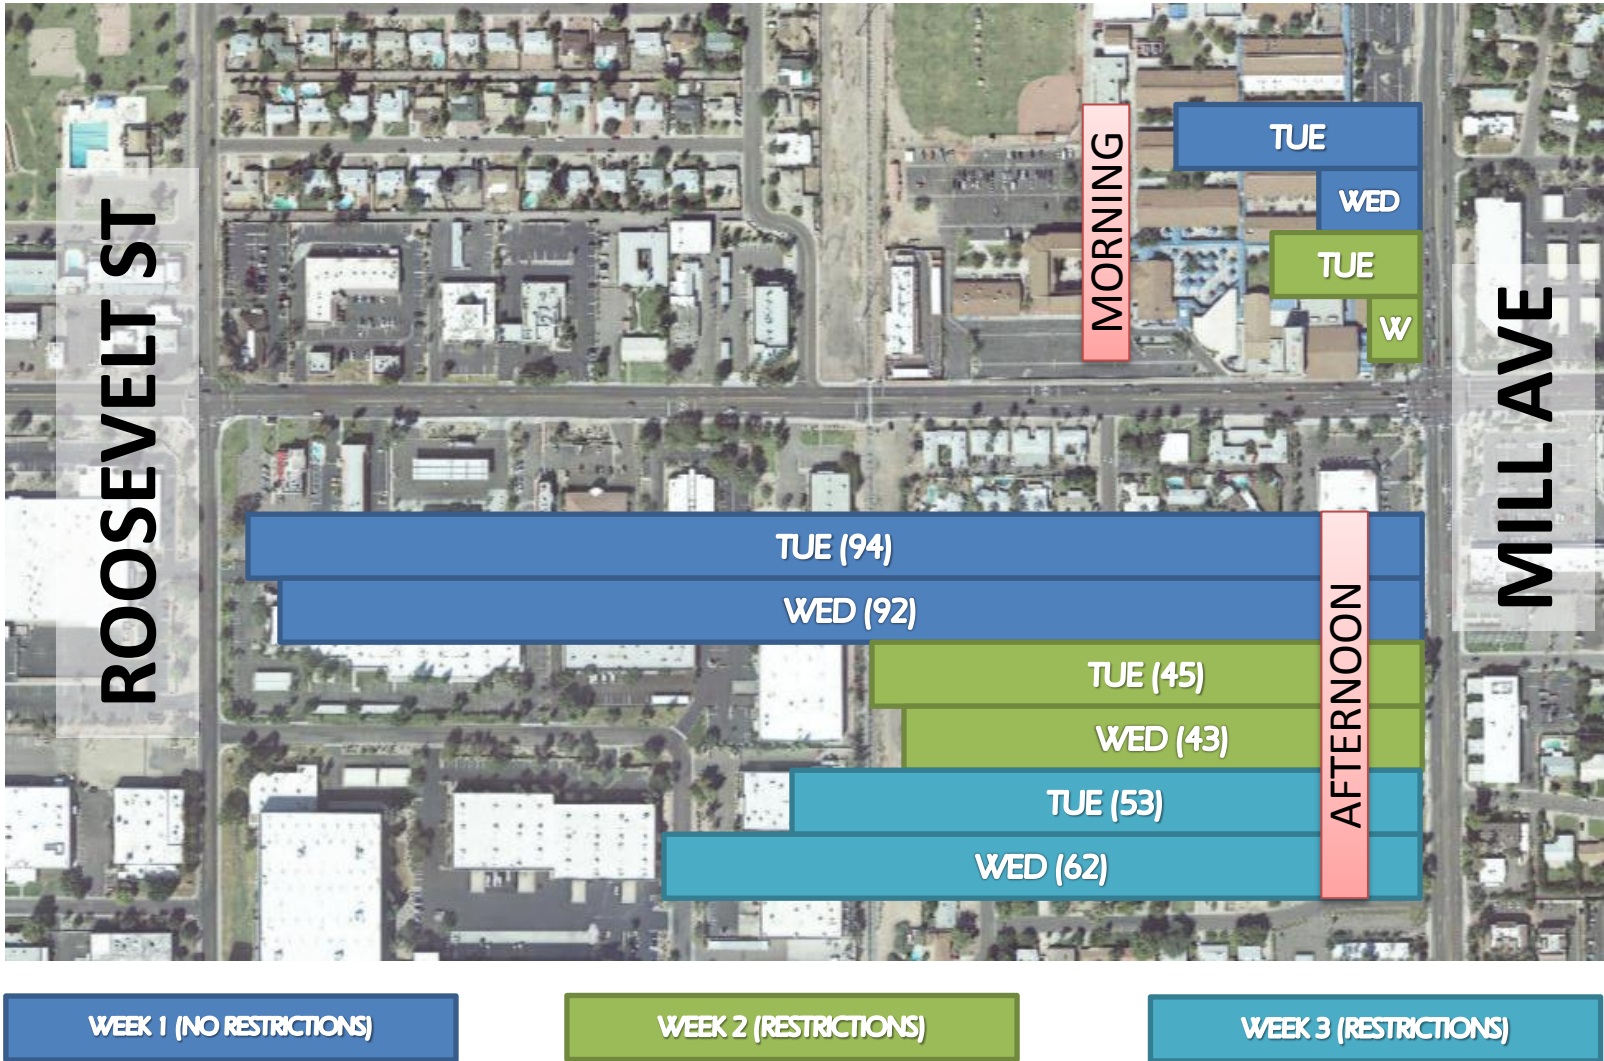 ROOSEVELT ST
MORNING
TUE
WED
TUE
W
MILL AVE
TUE (94)
WED (92)
TUE (45)
WED (43)
TUE (53)
WED (62)
AFTERNOON
WEEK 1 (NO RESTRICTIONS)
WEEK 2 (RESTRICTIONS)
WEEK 3 (RESTRICTIONS)